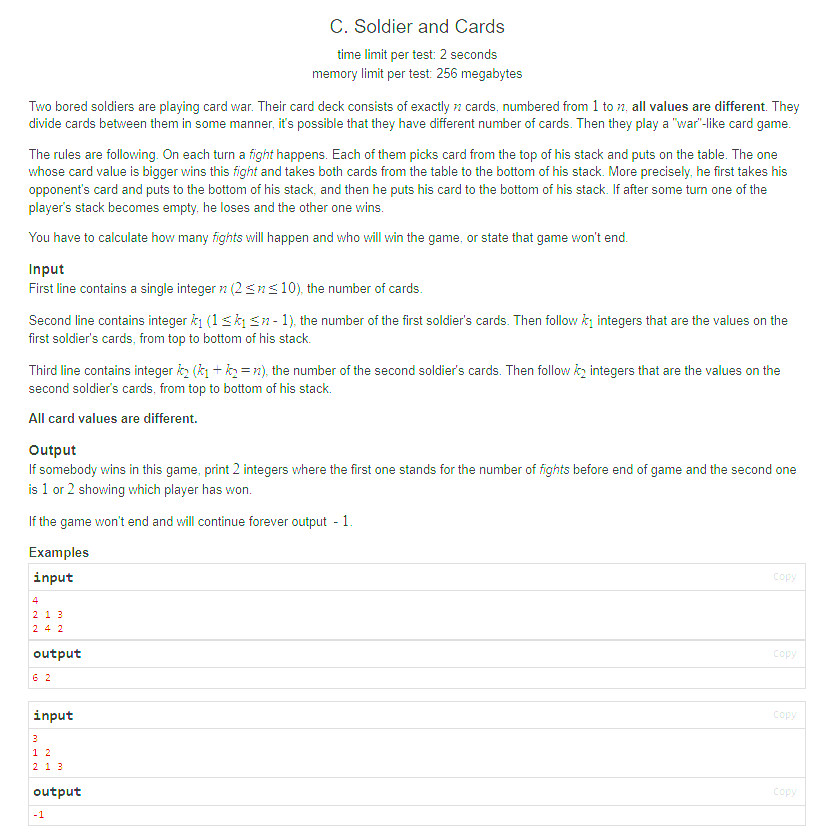 C. Soldier and Cards
time limit per test: 2 seconds
memory limit per test: 256 megabytes
Two bored soldiers are playing card war. Their card deck consists of exactly n cards, numbered from 1 to n, all values are different. They
divide cards between them in some manner, it's possible that they have different number of cards. Then they play a "war"-like card game.
The rules are following. On each turn a fight happens. Each of them picks card from the top of his stack and puts on the table. The one
whose card value is bigger wins this fight and takes both cards from the table to the bottom of his stack. More precisely, he first takes his
opponent's card and puts to the bottom of his stack, and then he puts his card to the bottom of his stack. If after some turn one of the
player's stack becomes empty, he loses and the other one wins.
You have to calculate how many fights will happen and who will win the game, or state that game won't end.
Input
First line contains a single integer n (2 ≤ n ≤ 10), the number of cards.
Second line contains integer k₁ (1 ≤ k₁ ≤ n - 1), the number of the first soldier's cards. Then follow k₁ integers that are the values on the
first soldier's cards, from top to bottom of his stack.
Third line contains integer k₂ (k₁ + k₂ = n), the number of the second soldier's cards. Then follow k₂ integers that are the values on the
second soldier's cards, from top to bottom of his stack.
All card values are different.
Output
If somebody wins in this game, print 2 integers where the first one stands for the number of fights before end of game and the second one
is 1 or 2 showing which player has won.
If the game won't end and will continue forever output - 1.
Examples
input Copy
4
2 1 3
2 4 2
output Copy
6 2
input Copy
3
1 2
2 1 3
output Copy
-1